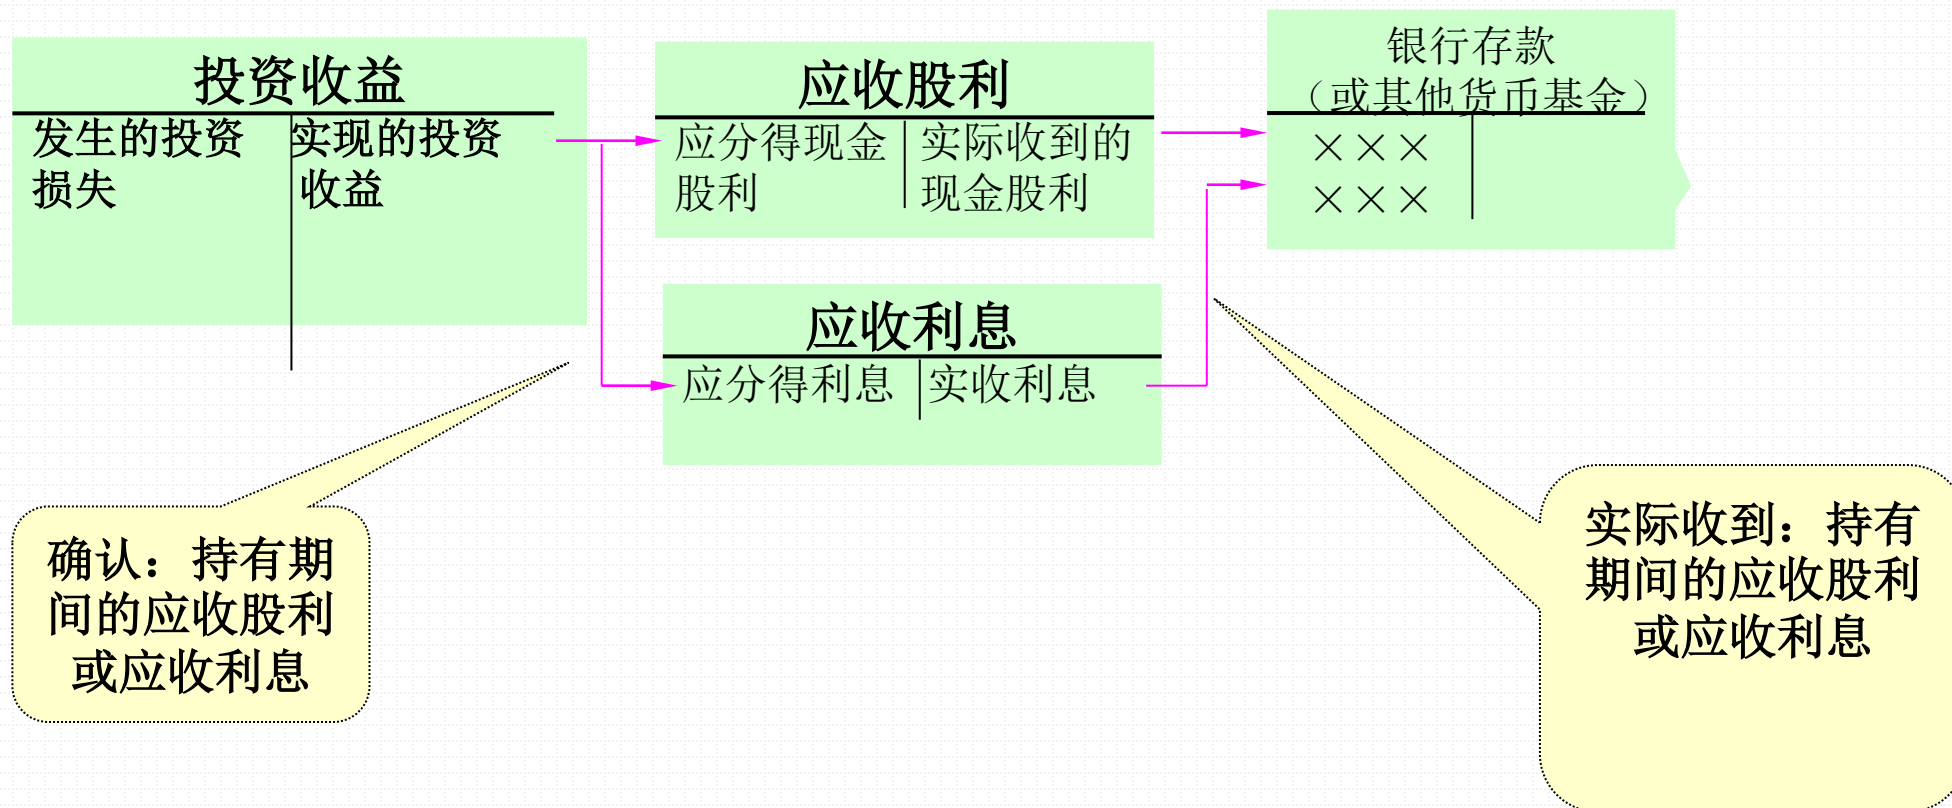 投资收益
发生的投资
损失
实现的投资
收益
应收股利
应分得现金
股利
实际收到的
现金股利
银行存款
（或其他货币基金）
×××
×××
应收利息
应分得利息
实收利息
确认：持有期
间的应收股利
或应收利息
实际收到：持有
期间的应收股利
或应收利息